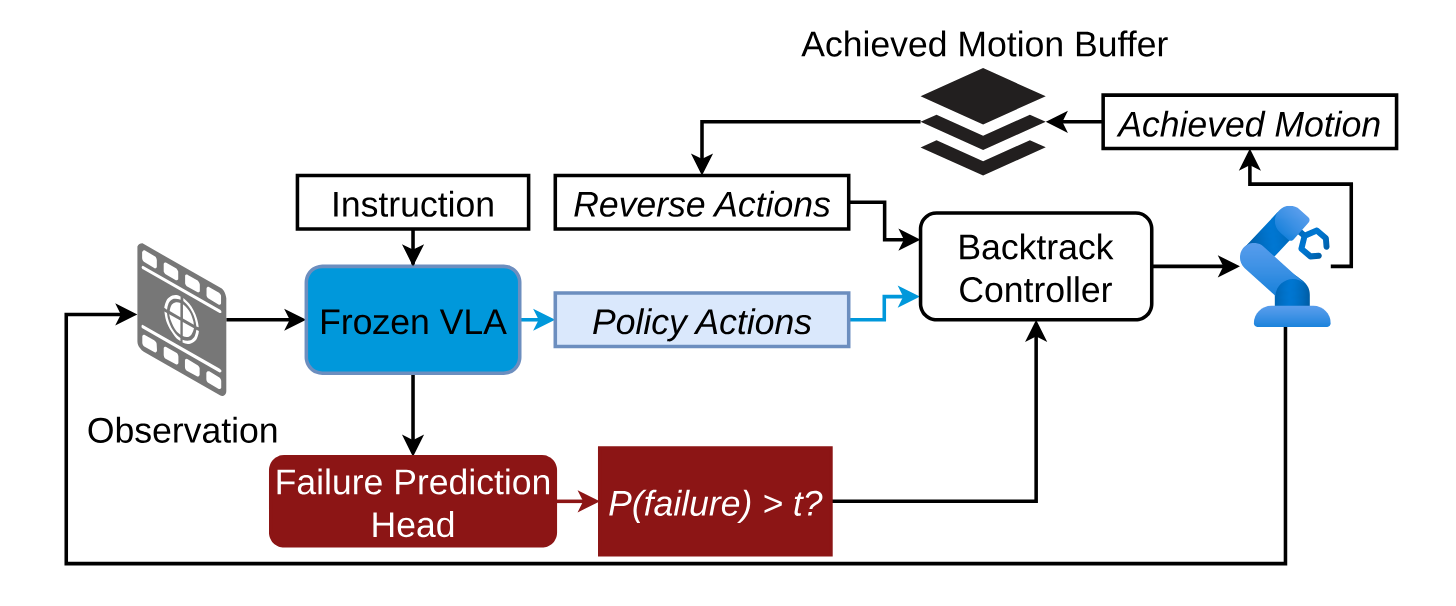 Achieved Motion Buffer
Achieved Motion
Instruction
Reverse Actions
Backtrack
Controller
Frozen VLA
Policy Actions
Observation
Failure Prediction
Head
P(failure) > t?